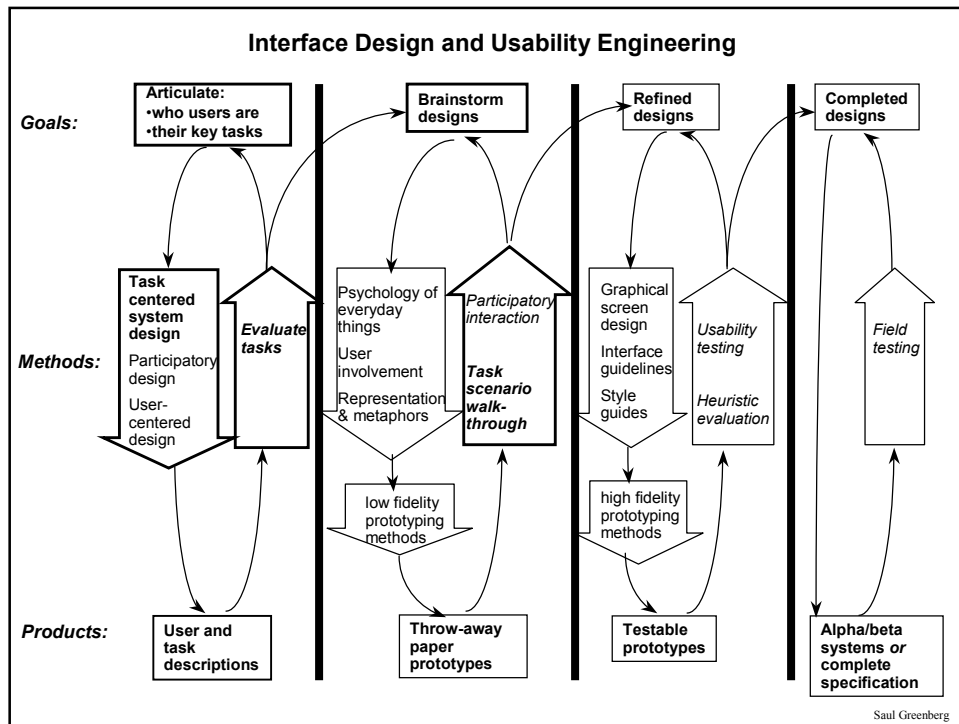 Interface Design and Usability Engineering
Goals:
Articulate:
•who users are
•their key tasks
Brainstorm
designs
Refined
designs
Completed
designs
Methods:
Task
centered
system
design
Participatory
design
User-
centered
design
Evaluate
tasks
Psychology of
everyday
things
User
involvement
Representation
& metaphors
low fidelity
prototyping
methods
Participatory
interaction
Task
scenario
walk-
through
Graphical
screen
design
Interface
guidelines
Style
guides
high fidelity
prototyping
methods
Usability
testing
Heuristic
evaluation
Field
testing
Products:
User and
task
descriptions
Throw-away
paper
prototypes
Testable
prototypes
Alpha/beta
systems or
complete
specification
Saul Greenberg